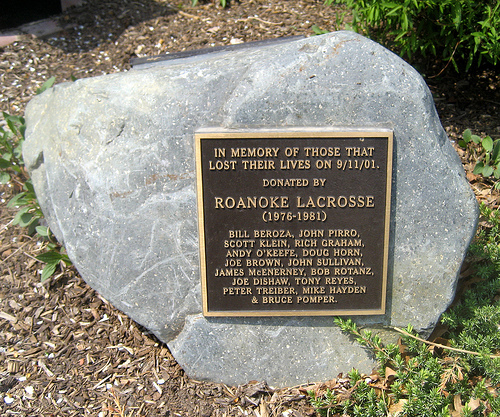 IN MEMORY OF THOSE THAT
LOST THEIR LIVES ON 9/11/01.
DONATED BY
ROANOKE LACROSSE
(1976-1981)
BILL BEROZA, JOHN PIRRO,
SCOTT KLEIN, RICH GRAHAM,
ANDY O'KEEFE, DOUG HORN,
JOE BROWN, JOHN SULLIVAN,
JAMES McENERNEY, BOB ROTANZ,
JOE DISHAW, TONY REYES,
PETER TREIBER, MIKE HAYDEN
& BRUCE POMPER.